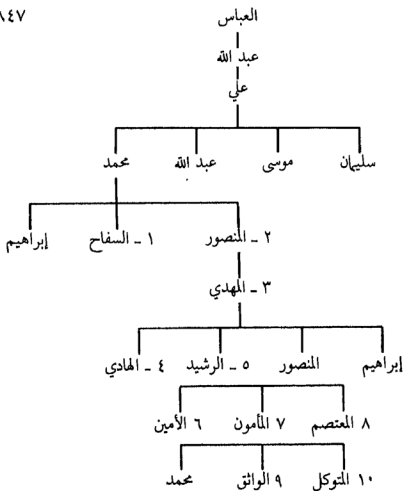 ٨٤٧
العباس
عبد الله
علي
سليمان موسى عبد الله محمد
٢ ـ المنصور ١ ـ السفاح إبراهيم
٣ ـ المهدي
إبراهيم المنصور ٥ ـ الرشيد ٤ ـ الهادي
٨ المعتصم ٧ المأمون ٦ الأمين
١٠ المتوكل ٩ الواثق محمد